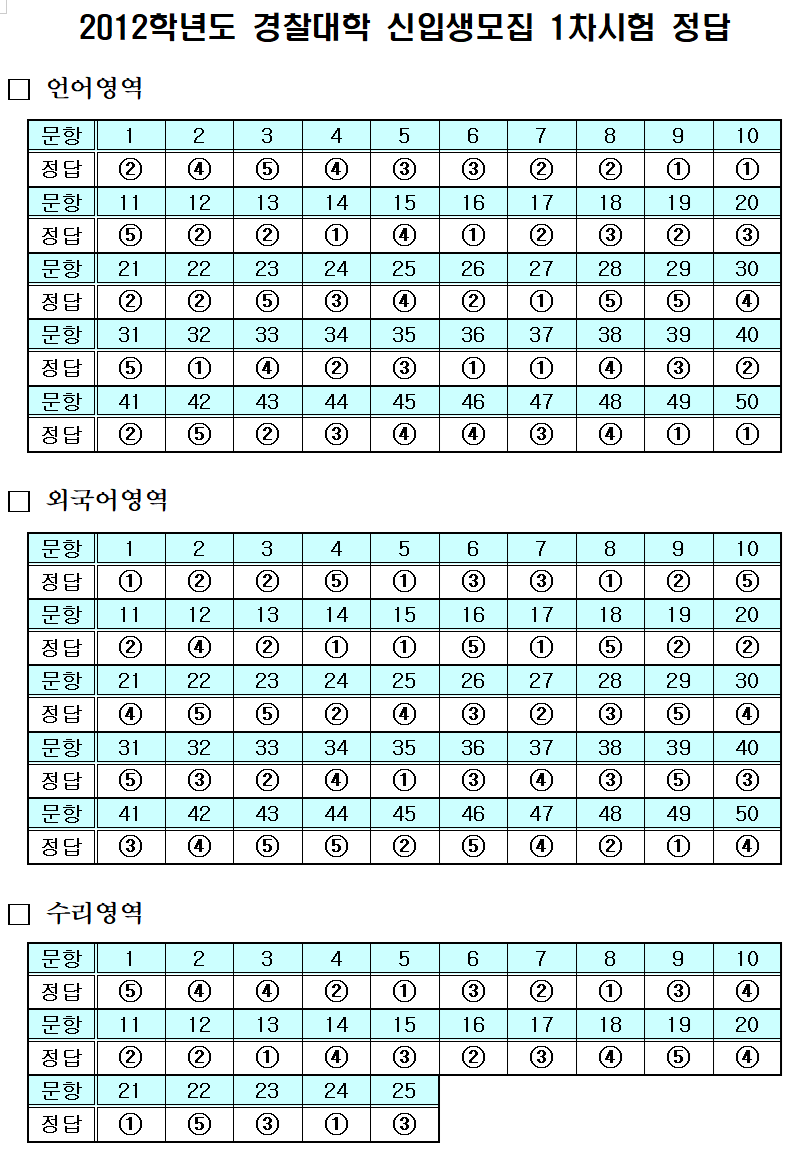 2012학년도 경찰대학 신입생모집 1차시험 정답
□ 언어영역
문항 1 2 3 4 5 6 7 8 9 10
정답 ② ④ ⑤ ④ ③ ③ ② ② ① ①
문항 11 12 13 14 15 16 17 18 19 20
정답 ⑤ ② ② ① ④ ① ② ③ ② ③
문항 21 22 23 24 25 26 27 28 29 30
정답 ② ② ⑤ ③ ④ ② ① ⑤ ⑤ ④
문항 31 32 33 34 35 36 37 38 39 40
정답 ⑤ ① ④ ② ③ ① ① ④ ③ ②
문항 41 42 43 44 45 46 47 48 49 50
정답 ② ⑤ ② ③ ④ ④ ③ ④ ① ①
□ 외국어영역
문항 1 2 3 4 5 6 7 8 9 10
정답 ① ② ② ⑤ ① ③ ③ ① ② ⑤
문항 11 12 13 14 15 16 17 18 19 20
정답 ② ④ ② ① ① ⑤ ① ⑤ ② ②
문항 21 22 23 24 25 26 27 28 29 30
정답 ④ ⑤ ⑤ ② ④ ③ ② ③ ⑤ ④
문항 31 32 33 34 35 36 37 38 39 40
정답 ⑤ ③ ② ④ ① ③ ④ ③ ⑤ ③
문항 41 42 43 44 45 46 47 48 49 50
정답 ③ ④ ⑤ ⑤ ② ⑤ ④ ② ① ④
□ 수리영역
문항 1 2 3 4 5 6 7 8 9 10
정답 ⑤ ④ ④ ② ① ③ ② ① ③ ④
문항 11 12 13 14 15 16 17 18 19 20
정답 ② ② ① ④ ③ ② ③ ④ ⑤ ④
문항 21 22 23 24 25
정답 ① ⑤ ③ ① ③